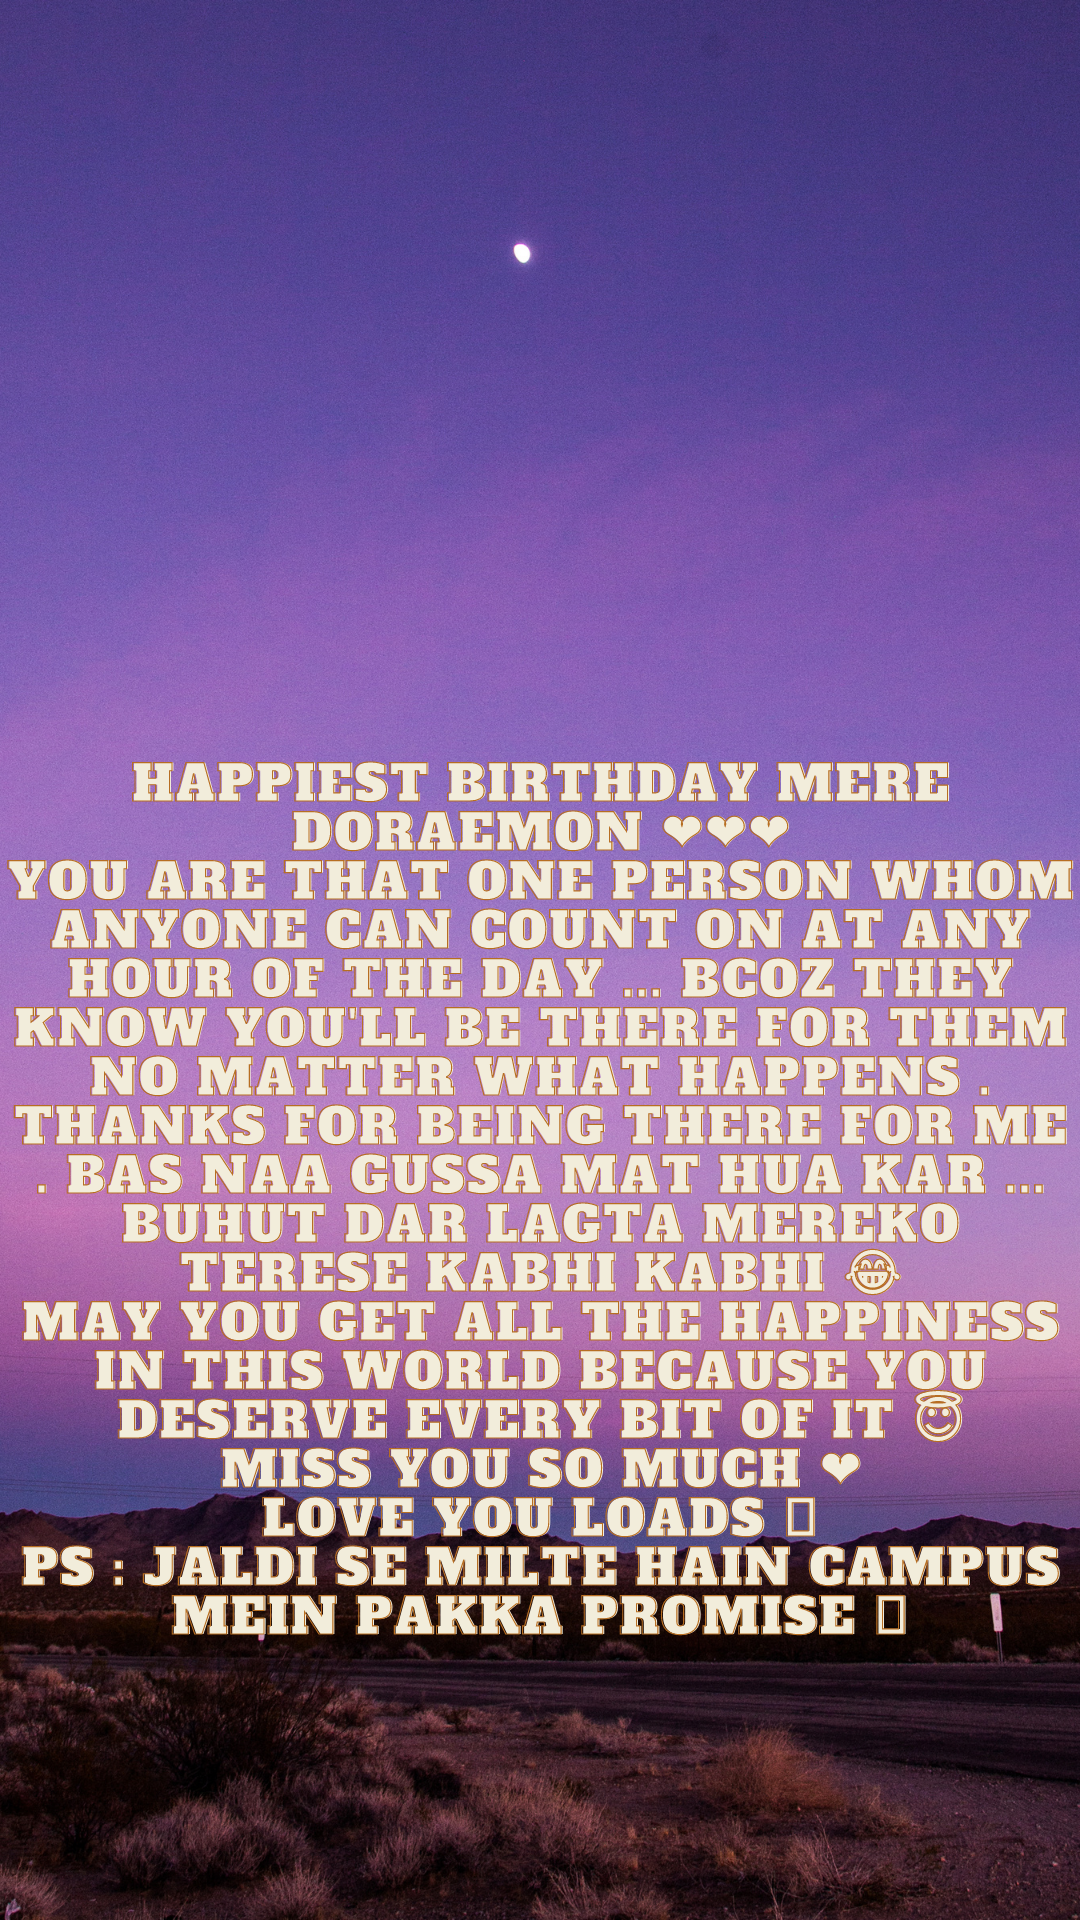 HAPPIEST BIRTHDAY MERE
DORAEMON ❤❤❤
YOU ARE THAT ONE PERSON WHOM
ANYONE CAN COUNT ON AT ANY
HOUR OF THE DAY ... BCOZ THEY
KNOW YOU'LL BE THERE FOR THEM
NO MATTER WHAT HAPPENS .
THANKS FOR BEING THERE FOR ME
. BAS NAA GUSSA MAT HUA KAR ...
BUHUT DAR LAGTA MEREKO
TERESE KABHI KABHI 😂
MAY YOU GET ALL THE HAPPINESS
IN THIS WORLD BECAUSE YOU
DESERVE EVERY BIT OF IT 😇
MISS YOU SO MUCH ❤
LOVE YOU LOADS
PS : JALDI SE MILTE HAIN CAMPUS
MEIN PAKKA PROMISE